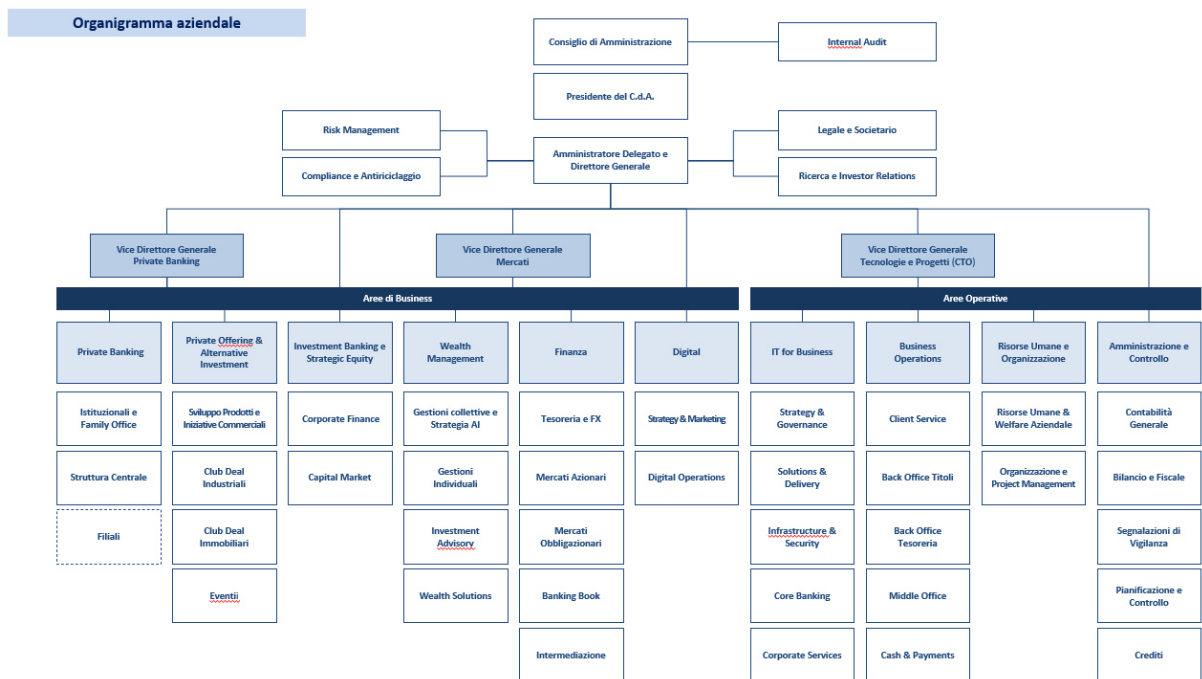 Organigramma aziendale
Consiglio di Amministrazione
Internal Audit
Presidente del C.d.A.
Risk Management
Legale e Societario
Amministratore Delegato e
Direttore Generale
Compliance e Antiriciclaggio
Ricerca e Investor Relations
Vice Direttore Generale
Private Banking
Vice Direttore Generale
Mercati
Vice Direttore Generale
Tecnologie e Progetti (CTO)
Aree di Business
Aree Operative
Private Banking
Private Offering &
Alternative
Investment
Investment Banking e
Strategic Equity
Wealth
Management
Finanza
Digital
IT for Business
Business
Operations
Risorse Umane e
Organizzazione
Amministrazione e
Controllo
Istituzionali e
Family Office
Sviluppo Prodotti e
Iniziative Commerciali
Corporate Finance
Gestioni collettive e
Strategia AI
Tesoreria e FX
Strategy & Marketing
Strategy &
Governance
Client Service
Risorse Umane &
Welfare Aziendale
Contabilità
Generale
Struttura Centrale
Club Deal
Industriali
Capital Market
Gestioni
Individuali
Mercati Azionari
Digital Operations
Solutions &
Delivery
Back Office Titoli
Organizzazione e
Project Management
Bilancio e Fiscale
Filiali
Club Deal
Immobiliari
Investment
Advisory
Mercati
Obbligazionari
Infrastructure &
Security
Back Office
Tesoreria
Segnalazioni di
Vigilanza
Eventii
Wealth Solutions
Banking Book
Core Banking
Middle Office
Pianificazione e
Controllo
Intermediazione
Corporate Services
Cash & Payments
Crediti